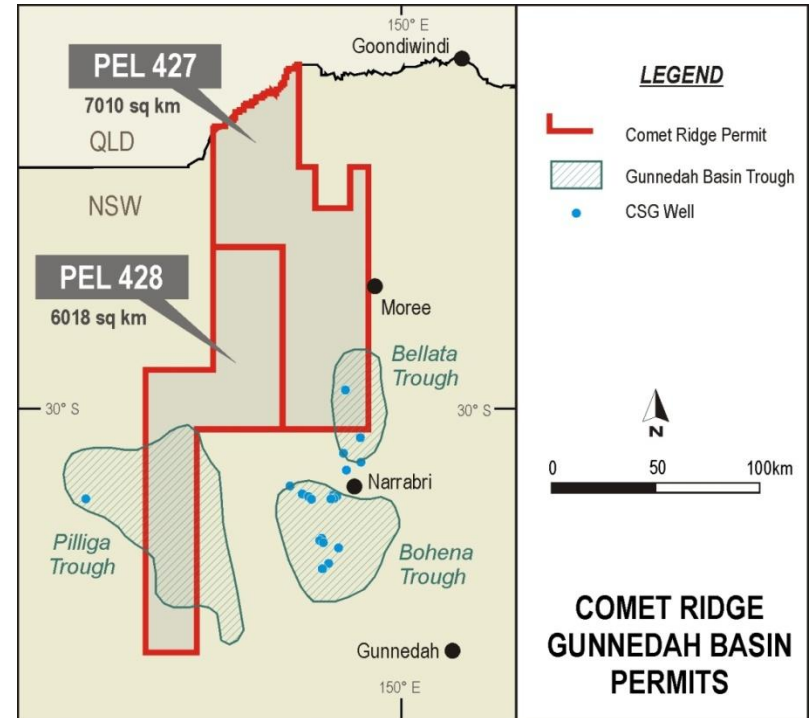 150° E
Goondiwindi
PEL 427
7010 sq km
QLD
NSW
PEL 428
6018 sq km
Moree
Bellata
Trough
30° S
30° S
Narrabri
Pilliga
Trough
Bohena
Trough
Gunnedah
150° E
LEGEND
Comet Ridge Permit
Gunnedah Basin Trough
CSG Well
N
0 50 100km
COMET RIDGE
GUNNEDAH BASIN
PERMITS